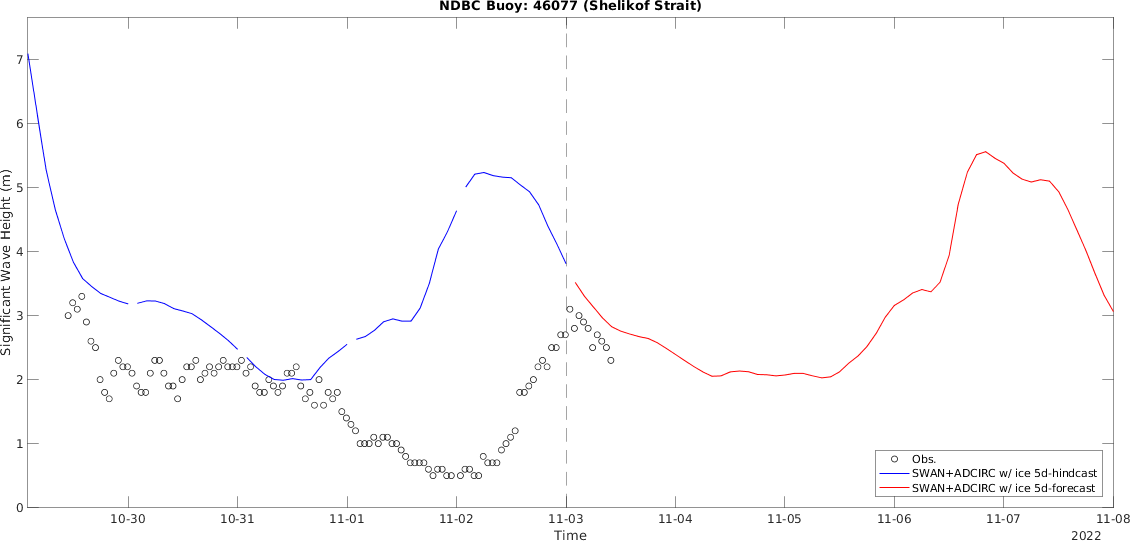 NDBC Buoy: 46077 (Shelikof Strait)
Significant Wave Height (m)
7
6
5
4
3
2
1
0
Obs.
SWAN+ADCIRC w/ ice 5d-hindcast
SWAN+ADCIRC w/ ice 5d-forecast
10-30 10-31 11-01 11-02 11-03 11-04 11-05 11-06 11-07 11-08
Time 2022